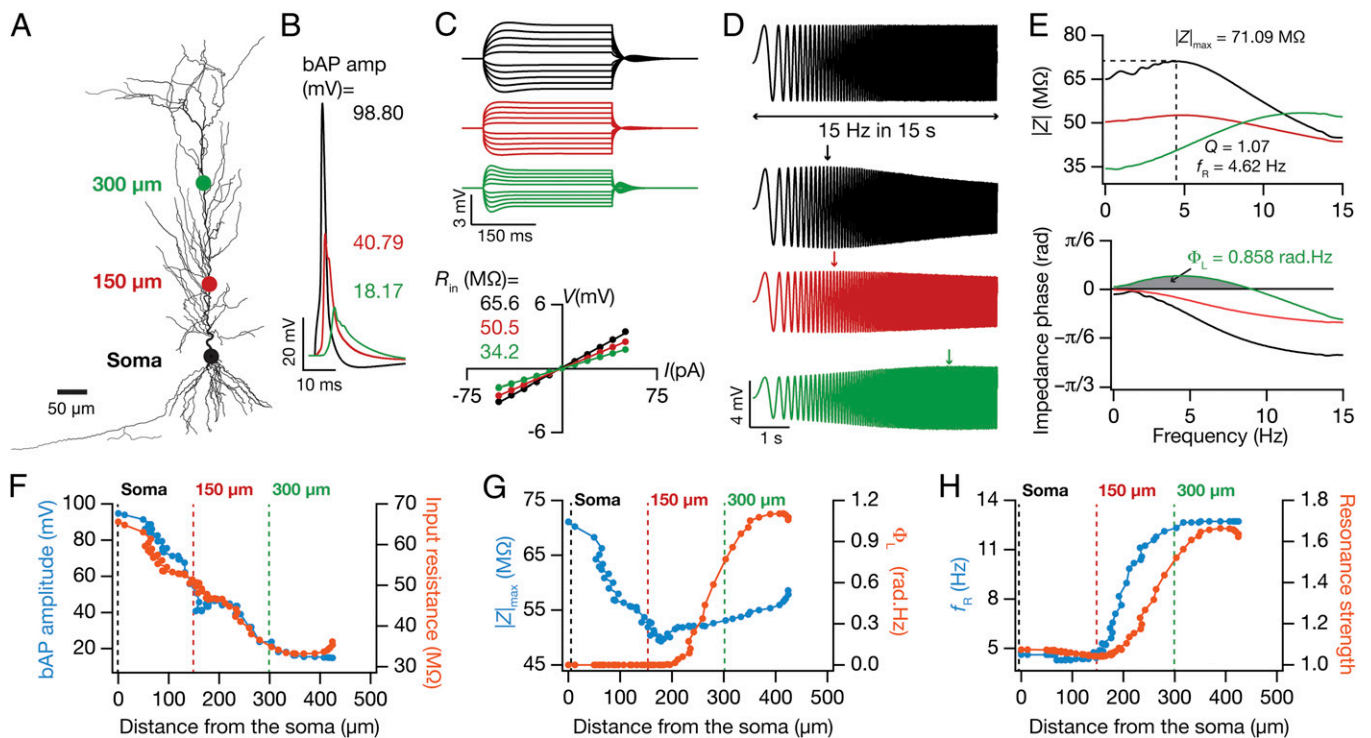 A
300 µm
150 µm
Soma
50 µm
B
bAP amp
(mV)=
98.80
40.79
18.17
20 mV
10 ms
C
3 mV
150 ms
R_in (MΩ)=
65.6
50.5
34.2
V(mV)
6
I(pA)
-75
75
-6
D
15 Hz in 15 s
4 mV
1 s
E
|Z|max = 71.09 MΩ
|Z| (MΩ)
80
65
50
35
Q = 1.07
fR = 4.62 Hz
0
5
10
15
Impedance phase (rad)
π/6
0
−π/6
−π/3
ΦL = 0.858 rad.Hz
0
5
10
15
Frequency (Hz)
F
Soma
150 µm
300 µm
bAP amplitude (mV)
100
80
60
40
20
Input resistance (MΩ)
70
60
50
40
30
0
100
200
300
400
500
Distance from the soma (µm)
G
Soma
150 µm
300 µm
|Z|max (MΩ)
75
65
55
45
ΦL (rad.Hz)
1.2
0.9
0.6
0.3
0.0
0
100
200
300
400
500
Distance from the soma (µm)
H
Soma
150 µm
300 µm
fR (Hz)
14
11
8
5
Resonance strength
1.8
1.6
1.4
1.2
1.0
0
100
200
300
400
500
Distance from the soma (µm)